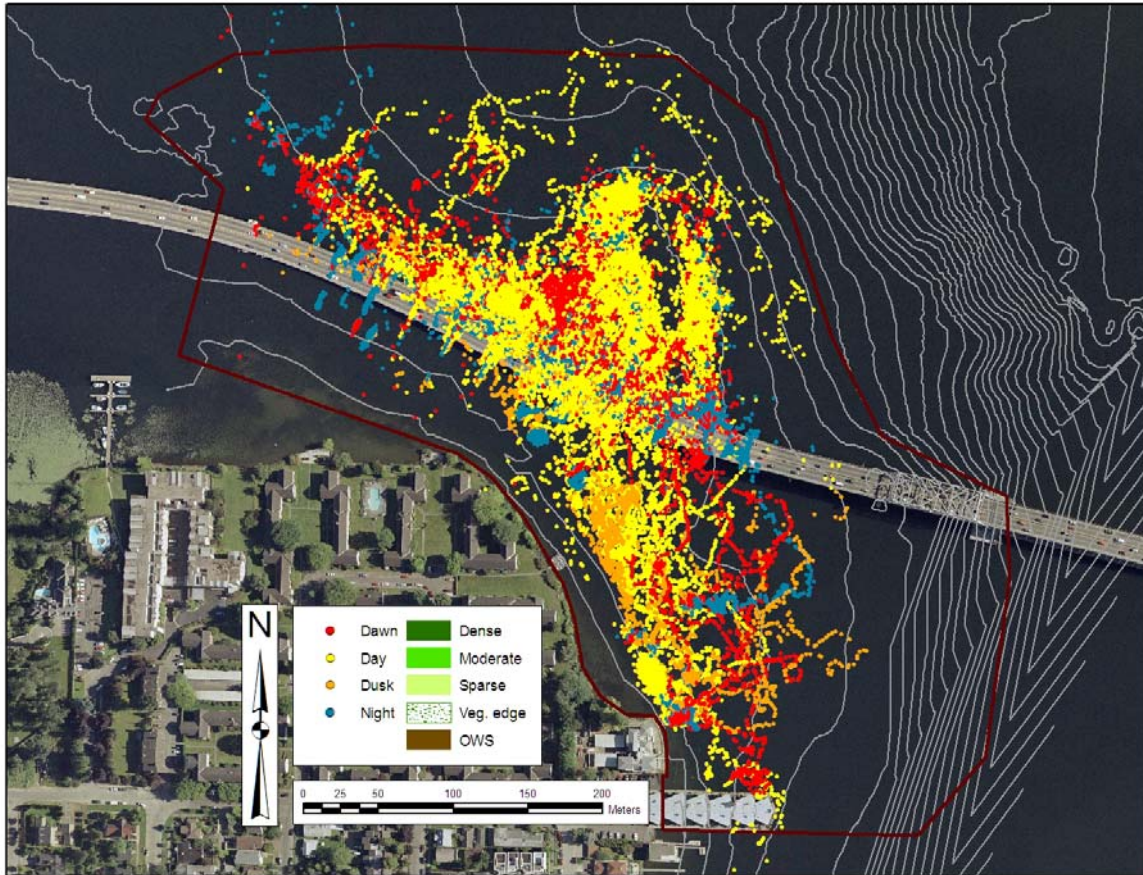 N
Dawn Dense
Day Moderate
Dusk Sparse
Night Veg. edge
OWS
0 25 50 100 150 200
Meters